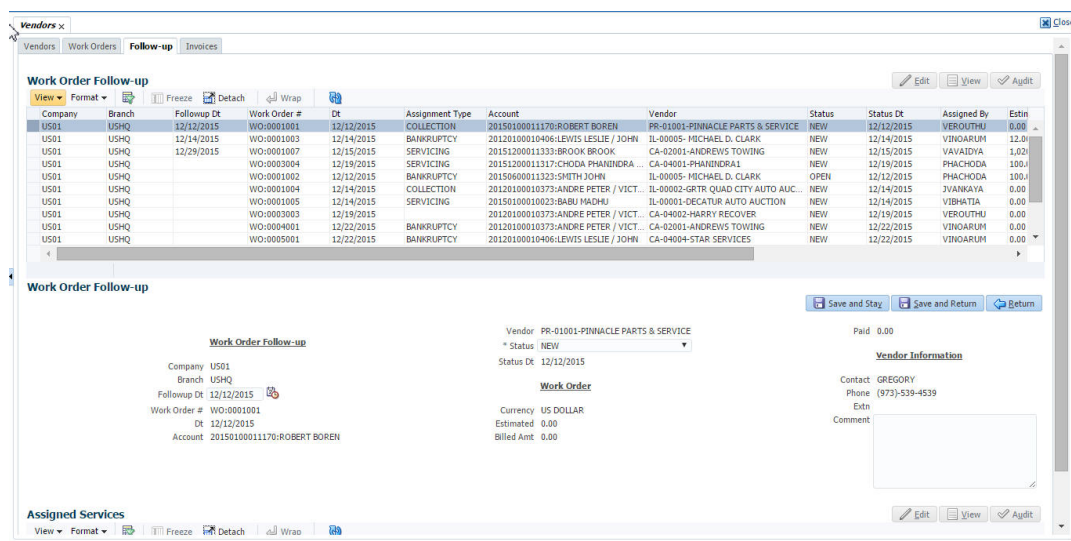 Vendors × Close
Vendors Work Orders Follow-up Invoices
Work Order Follow-up Edit View Audit
View Format Freeze Detach Wrap
Company Branch Followup Dt Work Order # Dt Assignment Type Account Vendor Status Status Dt Assigned By Estin
US01 USHQ 12/12/2015 WO:0001001 12/12/2015 COLLECTION 20150100011170:ROBERT BOREN PR-01001-PINNACLE PARTS & SERVICE NEW 12/12/2015 VEROUTHU 0.00
US01 USHQ 12/14/2015 WO:0001003 12/14/2015 BANKRUPTCY 20120100010406:LEWIS LESLIE / JOHN IL-00005- MICHAEL D. CLARK NEW 12/14/2015 VINOARUM 12.0
US01 USHQ 12/29/2015 WO:0001007 12/15/2015 SERVICING 20151200011333:BROOK BROOK CA-02001-ANDREWS TOWING NEW 12/15/2015 VAVAIDYA 1,02
US01 USHQ WO:0003004 12/19/2015 SERVICING 20151200011317:CHODA PHANINDRA ... CA-04001-PHANINDRA1 NEW 12/19/2015 PHACHODA 100.
US01 USHQ WO:0001002 12/12/2015 BANKRUPTCY 20150600011323:SMITH JOHN IL-00005- MICHAEL D. CLARK OPEN 12/12/2015 PHACHODA 100.
US01 USHQ WO:0001004 12/14/2015 COLLECTION 20120100010373:ANDRE PETER / VICT... IL-00002-GRTR QUAD CITY AUTO AUC... NEW 12/14/2015 JVANKAYA 0.00
US01 USHQ WO:0001005 12/14/2015 SERVICING 20150100010023:BABU MADHU IL-00001-DECATUR AUTO AUCTION NEW 12/14/2015 VIBHATIA 0.00
US01 USHQ WO:0003003 12/19/2015 20120100010373:ANDRE PETER / VICT... CA-04002-HARRY RECOVER NEW 12/19/2015 VEROUTHU 0.00
US01 USHQ WO:0004001 12/22/2015 BANKRUPTCY 20120100010373:ANDRE PETER / VICT... CA-02001-ANDREWS TOWING NEW 12/22/2015 VINOARUM 0.00
US01 USHQ WO:0005001 12/22/2015 BANKRUPTCY 20120100010406:LEWIS LESLIE / JOHN CA-04004-STAR SERVICES NEW 12/22/2015 VINOARUM 0.00
Work Order Follow-up
Save and Stay Save and Return Return
Work Order Follow-up
Company US01
Branch USHQ
Followup Dt 12/12/2015
Work Order # WO:0001001
Dt 12/12/2015
Account 20150100011170:ROBERT BOREN
Vendor PR-01001-PINNACLE PARTS & SERVICE
* Status NEW
Status Dt 12/12/2015
Work Order
Currency US DOLLAR
Estimated 0.00
Billed Amt 0.00
Paid 0.00
Vendor Information
Contact GREGORY
Phone (973)-539-4539
Extn
Comment
Assigned Services Edit View Audit
View Format Freeze Detach Wrap